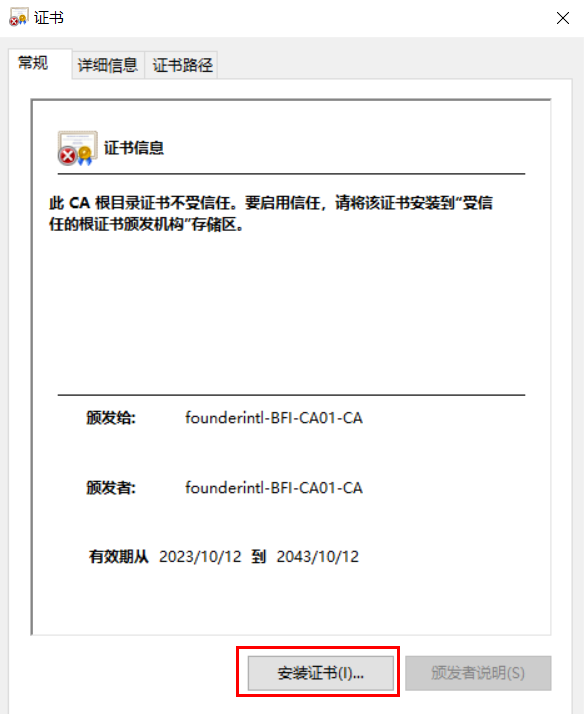 证书
常规
详细信息
证书路径
证书信息
此 CA 根目录证书不受信任。要启用信任，请将该证书安装到“受信
任的根证书颁发机构”存储区。
颁发给: founderintl-BFI-CA01-CA
颁发者: founderintl-BFI-CA01-CA
有效期从 2023/10/12 到 2043/10/12
安装证书(I)...
颁发者说明(S)